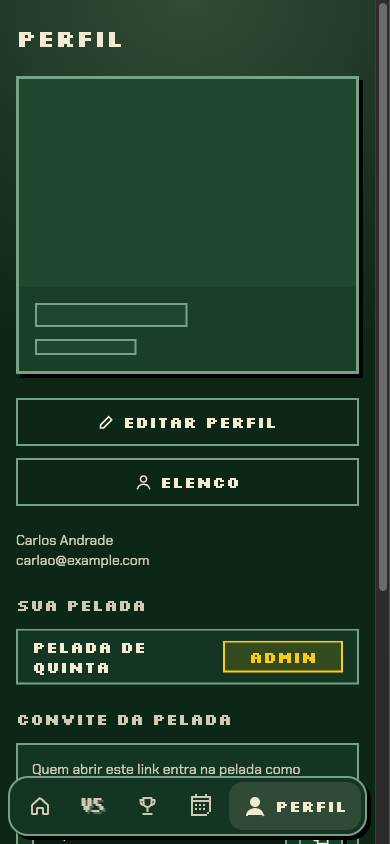 PERFIL
EDITAR PERFIL
ELENCO
Carlos Andrade
carlao@example.com
SUA PELADA
PELADA DE
QUINTA
ADMIN
CONVITE DA PELADA
Quem abrir este link entra na pelada como
VS
PERFIL